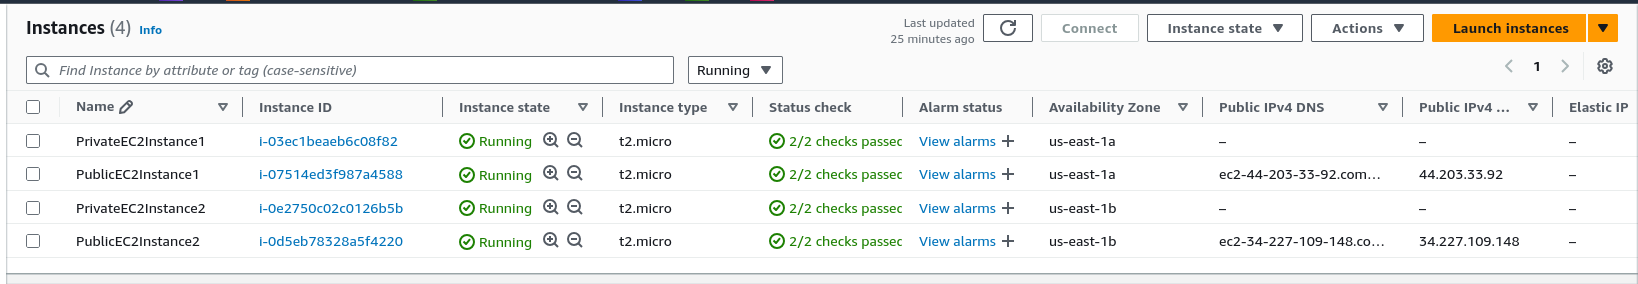 Instances (4) Info
Last updated
25 minutes ago
Connect
Instance state
Actions
Launch instances
Find Instance by attribute or tag (case-sensitive)
Running
1
Name Instance ID Instance state Instance type Status check Alarm status Availability Zone Public IPv4 DNS Public IPv4 ... Elastic IP
PrivateEC2Instance1 i-03ec1beaeb6c08f82 Running t2.micro 2/2 checks passec View alarms + us-east-1a – – –
PublicEC2Instance1 i-07514ed3f987a4588 Running t2.micro 2/2 checks passec View alarms + us-east-1a ec2-44-203-33-92.com... 44.203.33.92 –
PrivateEC2Instance2 i-0e2750c02c0126b5b Running t2.micro 2/2 checks passec View alarms + us-east-1b – – –
PublicEC2Instance2 i-0d5eb78328a5f4220 Running t2.micro 2/2 checks passec View alarms + us-east-1b ec2-34-227-109-148.co... 34.227.109.148 –